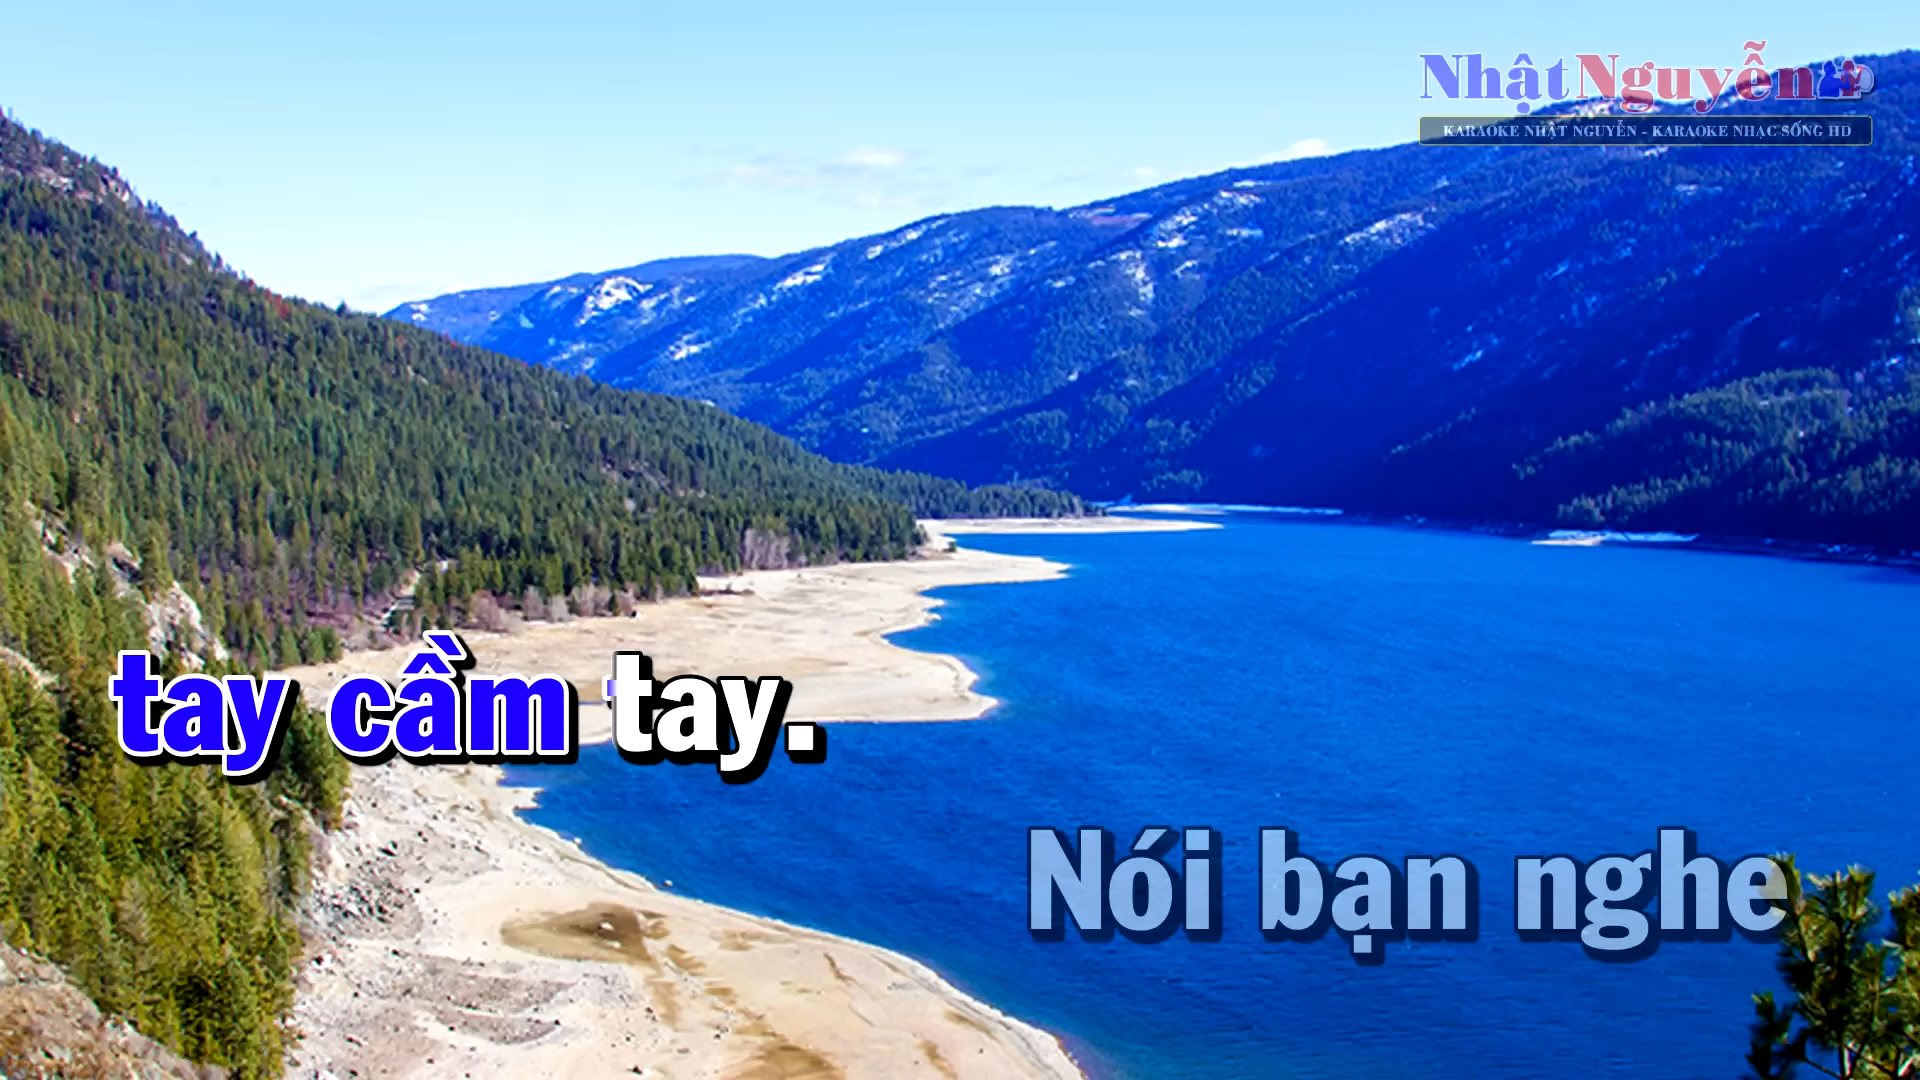 Nhật Nguyễn
KARAOKE NHẬT NGUYỄN - KARAOKE NHẠC SỐNG HD
tay cầm tay.
Nói bạn nghe